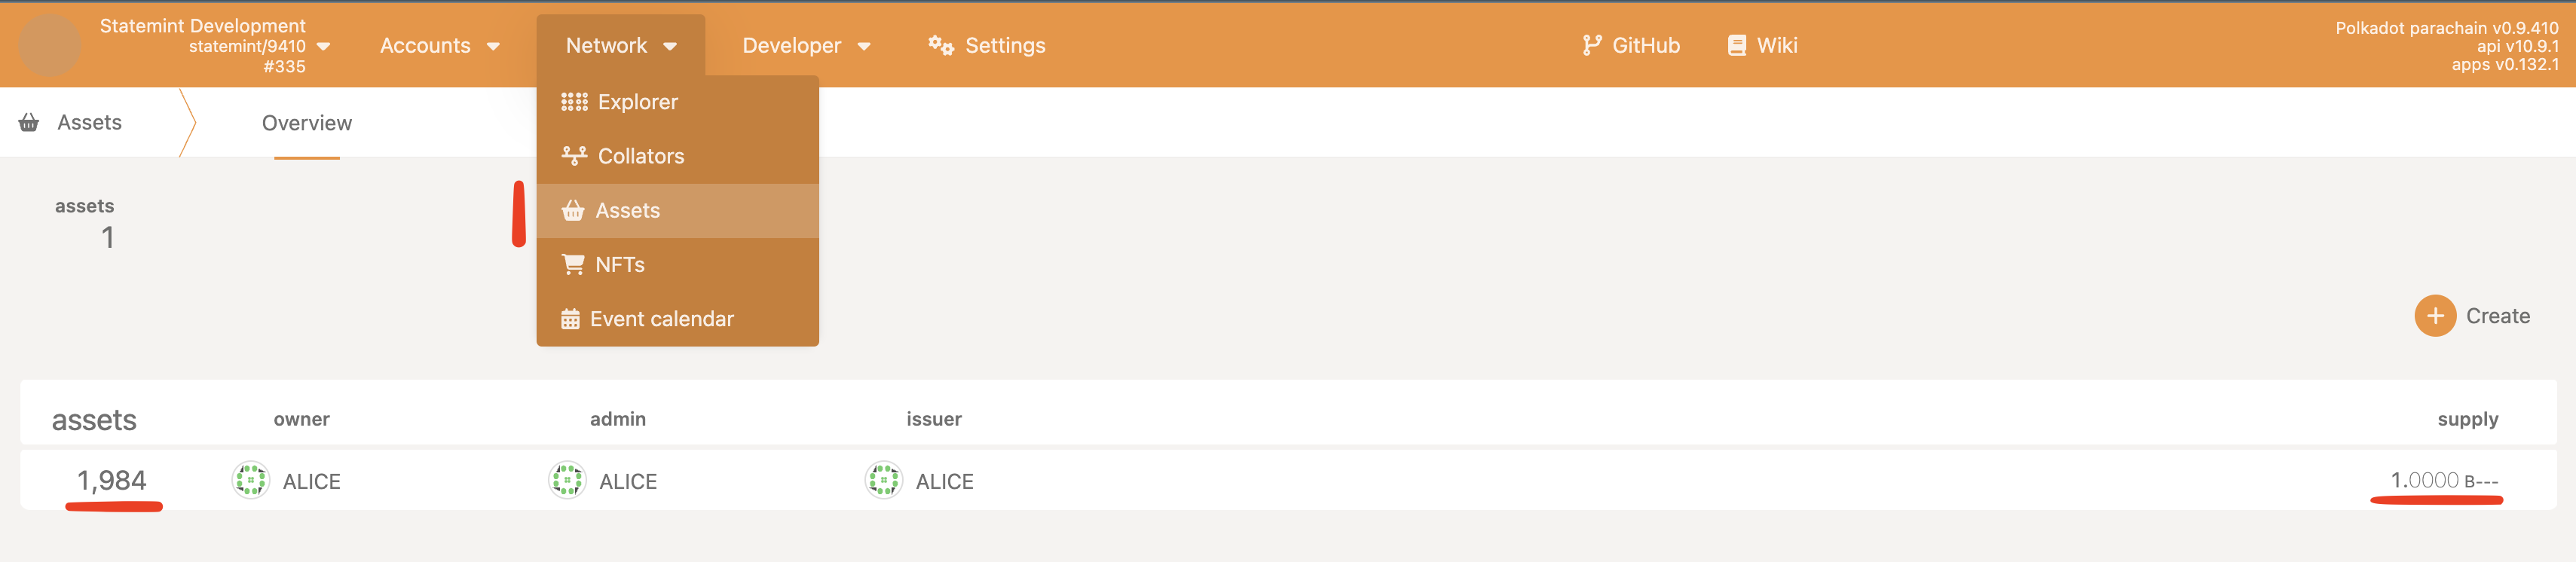 Statemint Development
statemint/9410
#335
Accounts
Network
Developer
Settings
GitHub
Wiki
Polkadot parachain v0.9.410
api v10.9.1
apps v0.132.1
Assets
Overview
Explorer
Collators
Assets
NFTs
Event calendar
assets
1
Create
assets owner admin issuer supply
1,984 ALICE ALICE ALICE 1.0000 B---